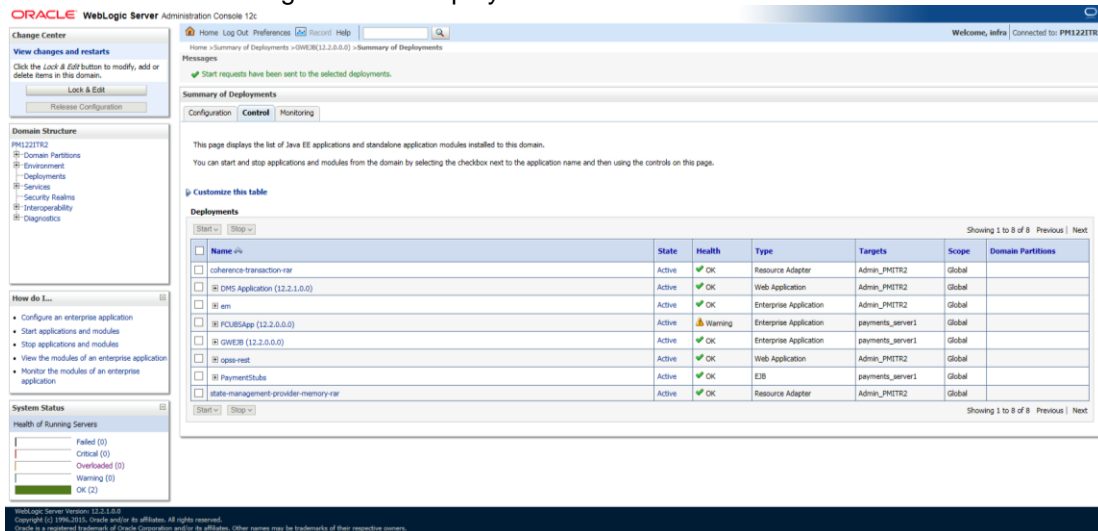 ORACLE WebLogic Server Administration Console 12c
Change Center
View changes and restarts
Click the Lock & Edit button to modify, add or
delete items in this domain.
Lock & Edit
Release Configuration
Domain Structure
PM122ITR2
Domain Partitions
Environment
Deployments
Services
Security Realms
Interoperability
Diagnostics
How do I...
Configure an enterprise application
Start applications and modules
Stop applications and modules
View the modules of an enterprise application
Monitor the modules of an enterprise
application
System Status
Health of Running Servers
Failed (0)
Critical (0)
Overloaded (0)
Warning (0)
OK (2)
Home Log Out Preferences Record Help
Welcome, infra Connected to: PM122ITR
Home >Summary of Deployments >GWEJB(12.2.0.0.0) >Summary of Deployments
Messages
Start requests have been sent to the selected deployments.
Summary of Deployments
Configuration Control Monitoring
This page displays the list of Java EE applications and standalone application modules installed to this domain.
You can start and stop applications and modules from the domain by selecting the checkbox next to the application name and then using the controls on this page.
Customize this table
Deployments
Start Stop Showing 1 to 8 of 8 Previous | Next
Name State Health Type Targets Scope Domain Partitions
coherence-transaction-rar Active OK Resource Adapter Admin_PMITR2 Global
DMS Application (12.2.1.0.0) Active OK Web Application Admin_PMITR2 Global
em Active OK Enterprise Application Admin_PMITR2 Global
FCUBSApp (12.2.0.0.0) Active Warning Enterprise Application payments_server1 Global
GWEJB (12.2.0.0.0) Active OK Enterprise Application payments_server1 Global
opss-rest Active OK Web Application Admin_PMITR2 Global
PaymentStubs Active OK EJB payments_server1 Global
state-management-provider-memory-rar Active OK Resource Adapter Admin_PMITR2 Global
Start Stop Showing 1 to 8 of 8 Previous | Next
WebLogic Server Version: 12.2.1.0.0
Copyright (c) 1996,2015, Oracle and/or its affiliates. All rights reserved.
Oracle is a registered trademark of Oracle Corporation and/or its affiliates. Other names may be trademarks of their respective owners.